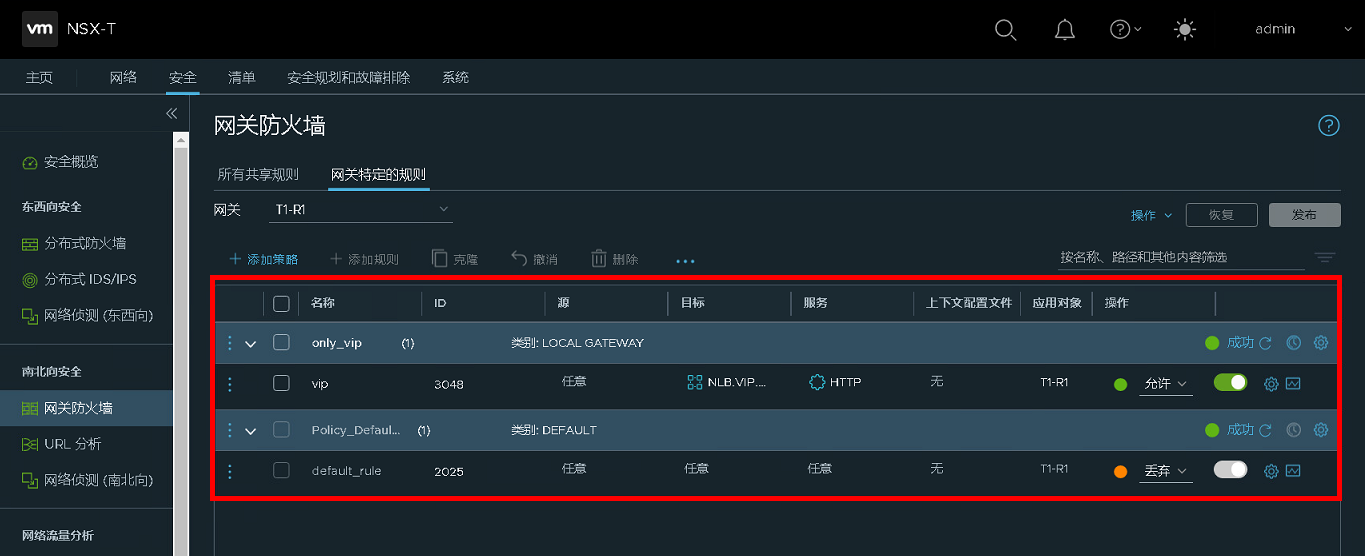 vm NSX-T
admin
主页 网络 安全 清单 安全规划和故障排除 系统
网关防火墙
安全概览
所有共享规则 网关特定的规则
东西向安全
网关 T1-R1
操作 恢复 发布
分布式防火墙
添加策略 添加规则 克隆 撤消 删除
按名称、路径和其他内容筛选
分布式 IDS/IPS
网络侦测 (东西向)
名称 ID 源 目标 服务 上下文配置文件 应用对象 操作
only_vip (1) 类别: LOCAL GATEWAY 成功
南北向安全
vip 3048 任意 NLB.VIP.... HTTP 无 T1-R1 允许
网关防火墙
Policy_Defaul... (1) 类别: DEFAULT 成功
URL 分析
default_rule 2025 任意 任意 任意 无 T1-R1 丢弃
网络侦测 (南北向)
网络流量分析